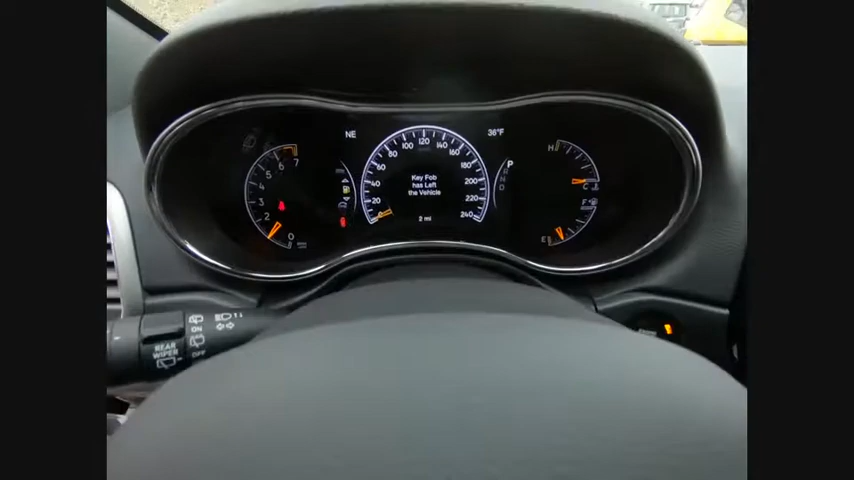 NE
36°F
7
6
5
4
3
2
1
0
120
100
140
80
160
60
180
40
200
20
220
0
240
Key Fob
has Left
the Vehicle
2 mi
P
R
N
D
H
C
F
E
ON
OFF
REAR
WIPER